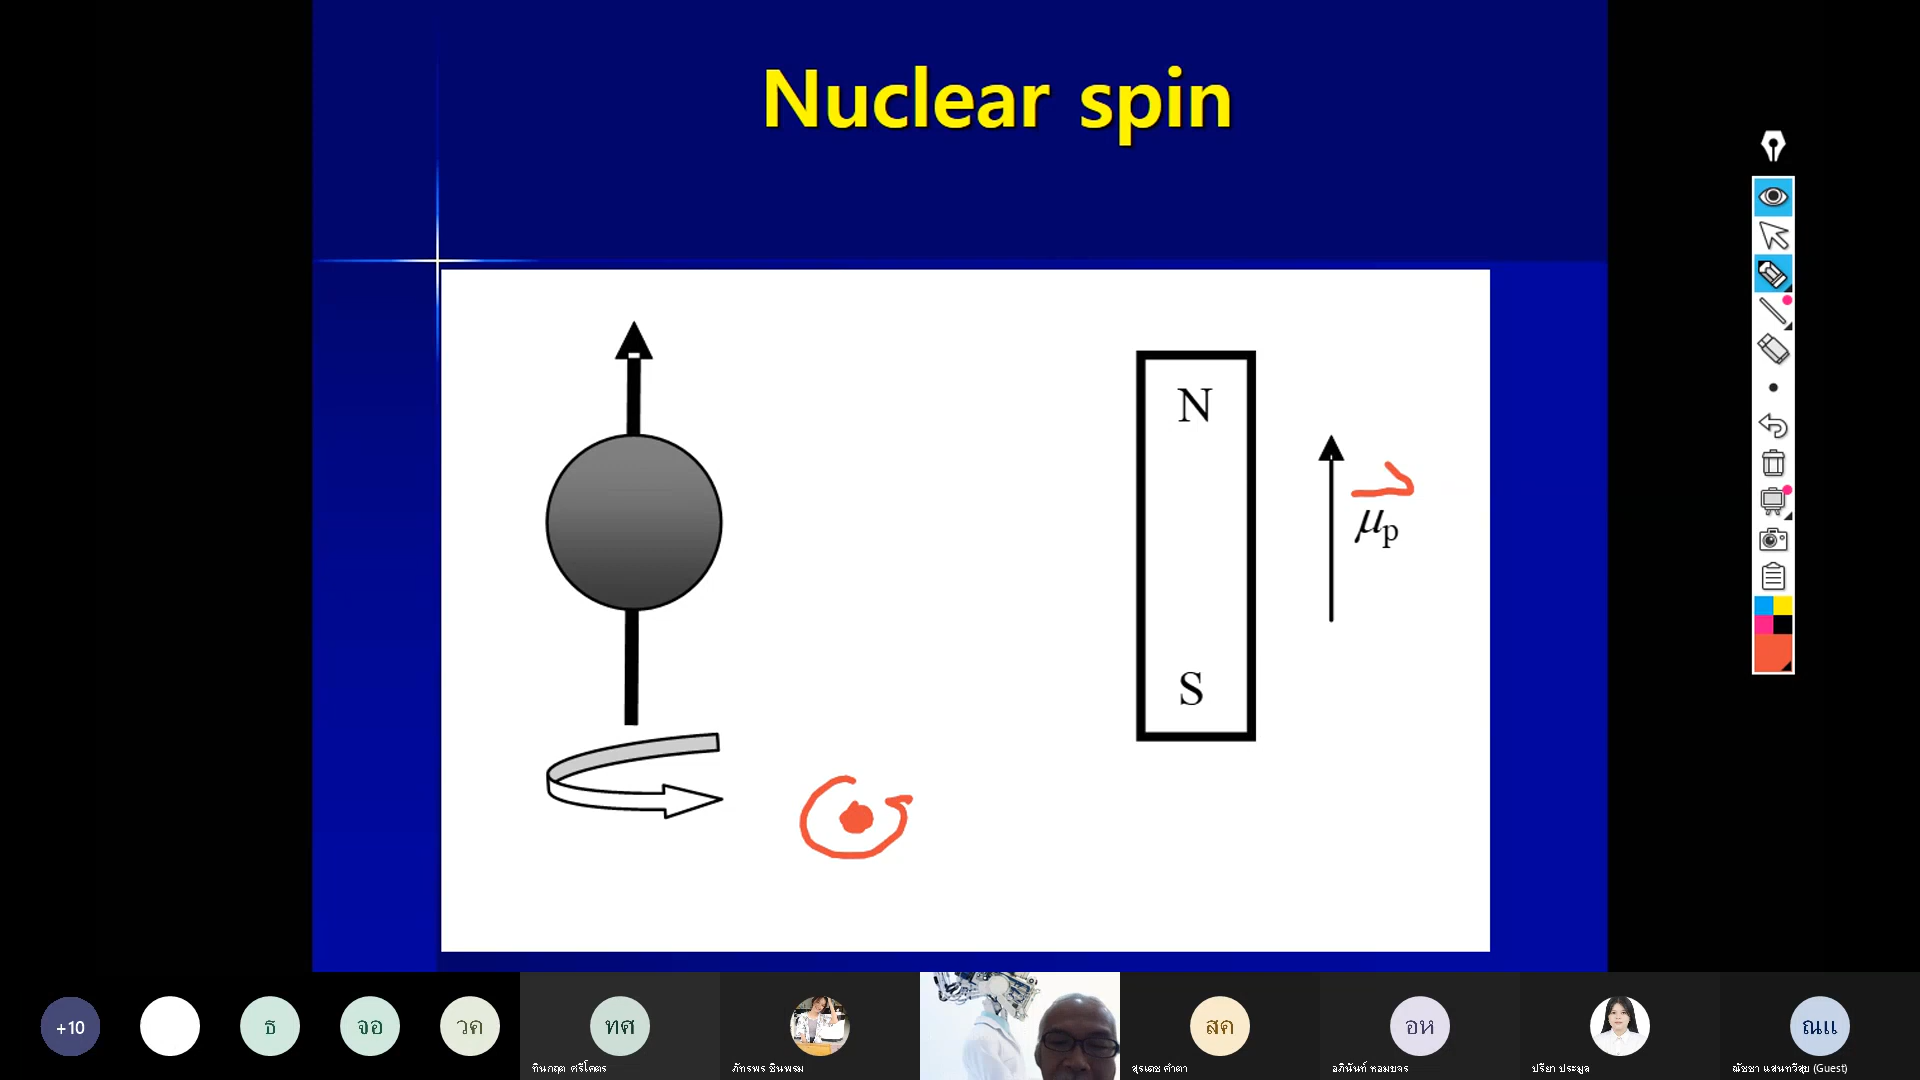 Nuclear spin
N
μp
S
+10
ธ
จอ
วค
ทศ
สค
อห
ณแ
ทินกฤต ศรีโคตร
ภัทรพร ชินพรม
สุรเดช คำตา
อภินันท์ หอมขจร
ปรียา ประมูล
ณัชชา แสนทวีสุข (Guest)